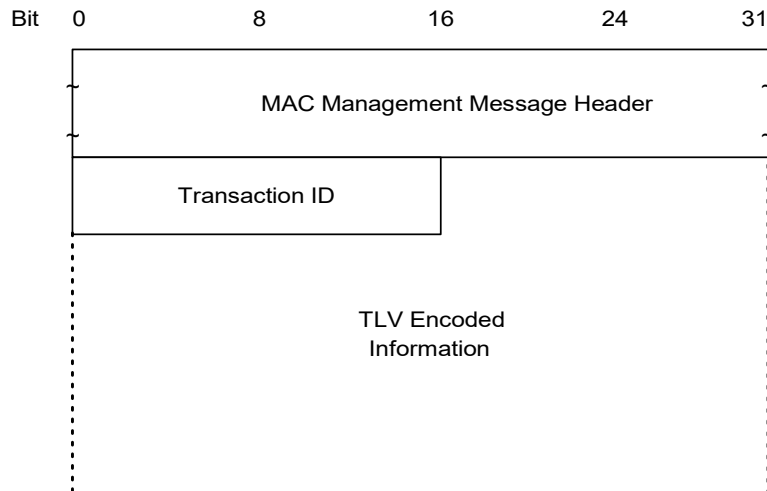 Bit 0 8 16 24 31
~ ~
MAC Management Message Header
~ ~
Transaction ID
TLV Encoded
Information